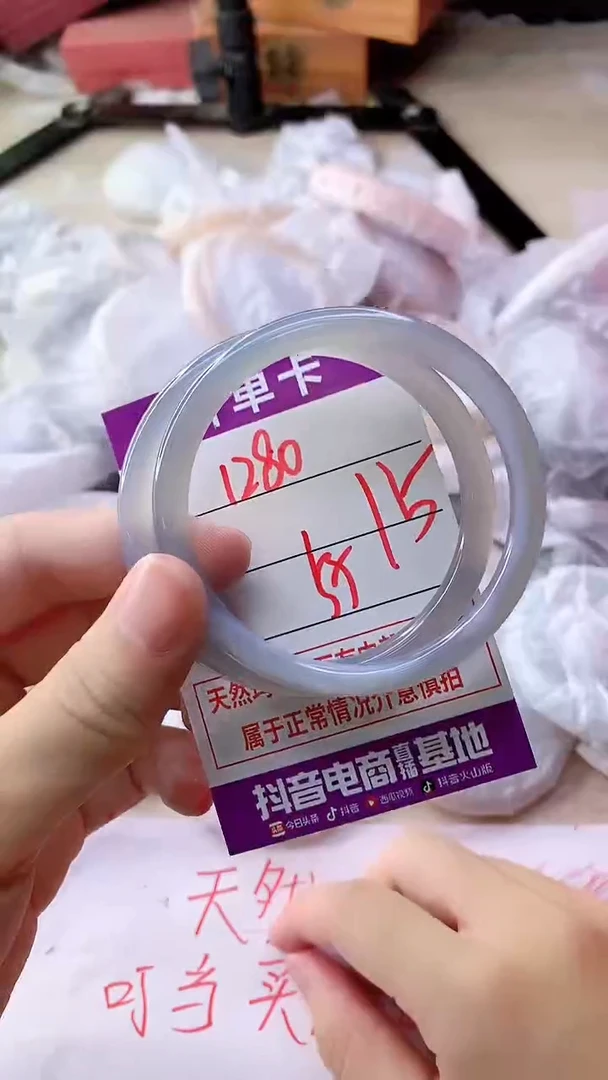 单卡
1280
15
天然
属于正常情况介意慎拍
抖音电商直播基地
今日头条 抖音 西瓜视频 抖音火山版
天然
叮当 买